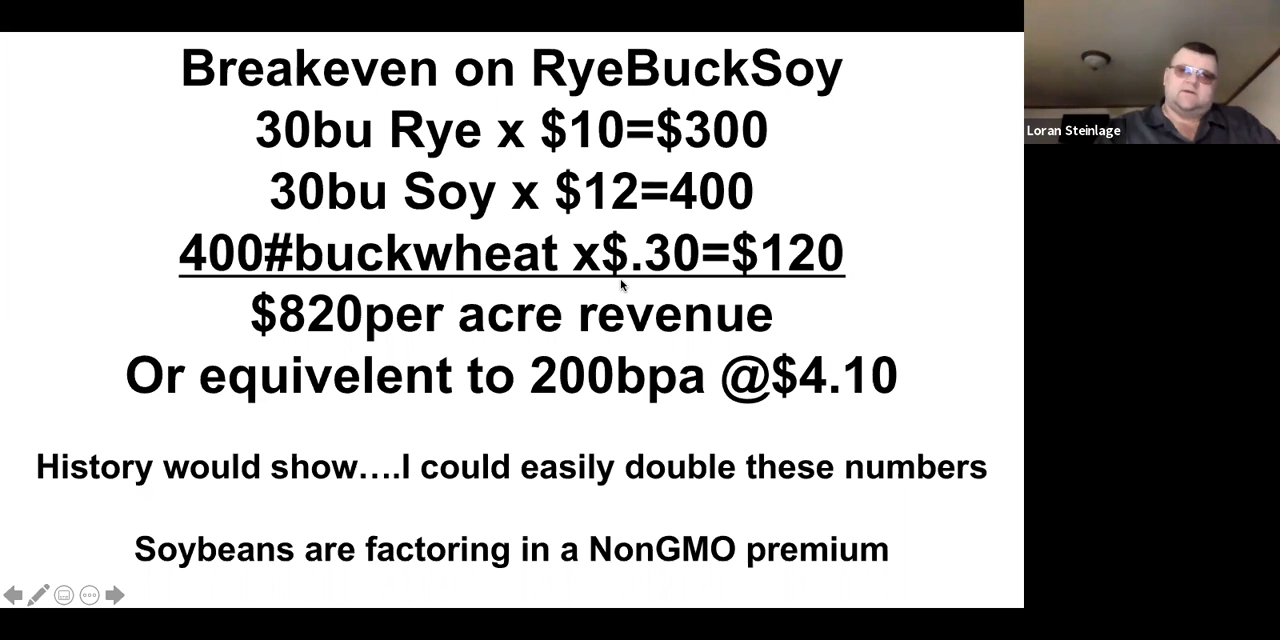 Breakeven on RyeBuckSoy
30bu Rye x $10=$300
30bu Soy x $12=400
400#buckwheat x$.30=$120
$820per acre revenue
Or equivelent to 200bpa @$4.10
History would show….I could easily double these numbers
Soybeans are factoring in a NonGMO premium
Loran Steinlage